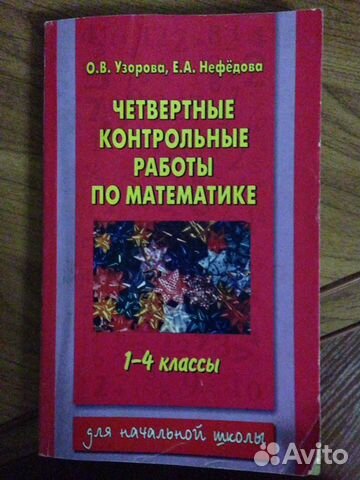 О.В. Узорова, Е.А. Нефёдова
ЧЕТВЕРТНЫЕ
КОНТРОЛЬНЫЕ
РАБОТЫ
ПО МАТЕМАТИКЕ
1–4 классы
для начальной школы
Avito